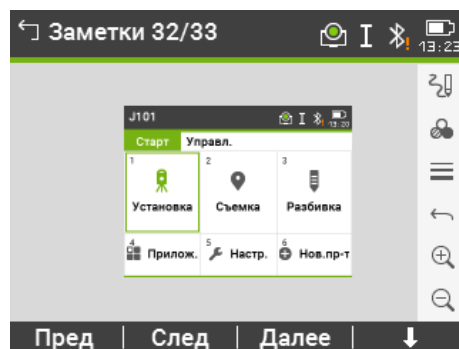 Заметки 32/33
I
13:23
J101
I
13:20
Старт Управл.
1 2 3
Установка Съемка Разбивка
4 Прилож. 5 Настр. 6 Нов.пр-т
Пред След Далее